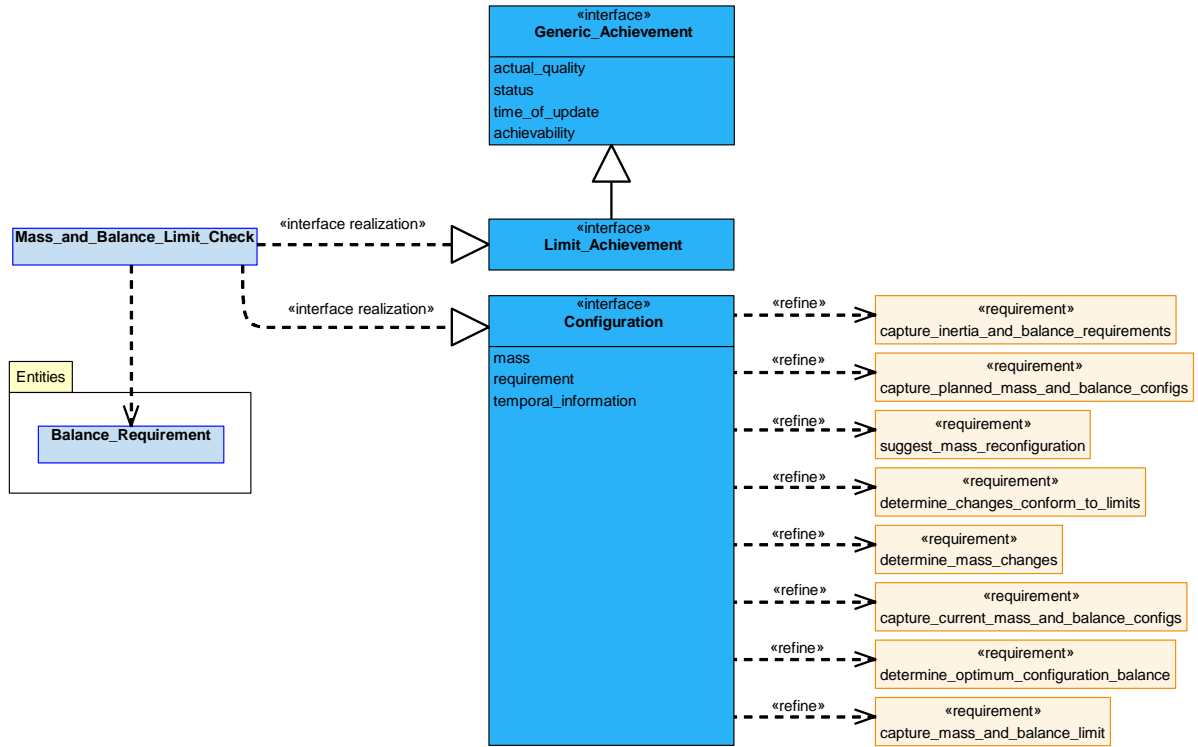 «interface»
Generic_Achievement
actual_quality
status
time_of_update
achievability
Mass_and_Balance_Limit_Check
«interface realization»
«interface»
Limit_Achievement
«interface realization»
«interface»
Configuration
mass
requirement
temporal_information
Entities
Balance_Requirement
«refine»
«requirement»
capture_inertia_and_balance_requirements
«refine»
«requirement»
capture_planned_mass_and_balance_configs
«refine»
«requirement»
suggest_mass_reconfiguration
«refine»
«requirement»
determine_changes_conform_to_limits
«refine»
«requirement»
determine_mass_changes
«refine»
«requirement»
capture_current_mass_and_balance_configs
«refine»
«requirement»
determine_optimum_configuration_balance
«refine»
«requirement»
capture_mass_and_balance_limit